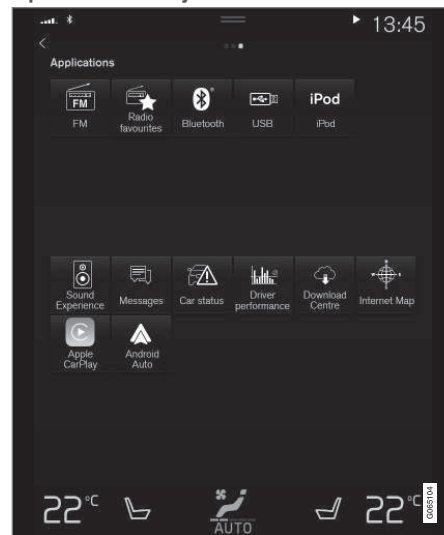 13:45
Applications
FM
iPod
FM
Radio
favourites
Bluetooth
USB
iPod
Sound
Experience
Messages
Car status
Driver
performance
Download
Centre
Internet Map
Apple
CarPlay
Android
Auto
22°C
AUTO
22°C
G065104